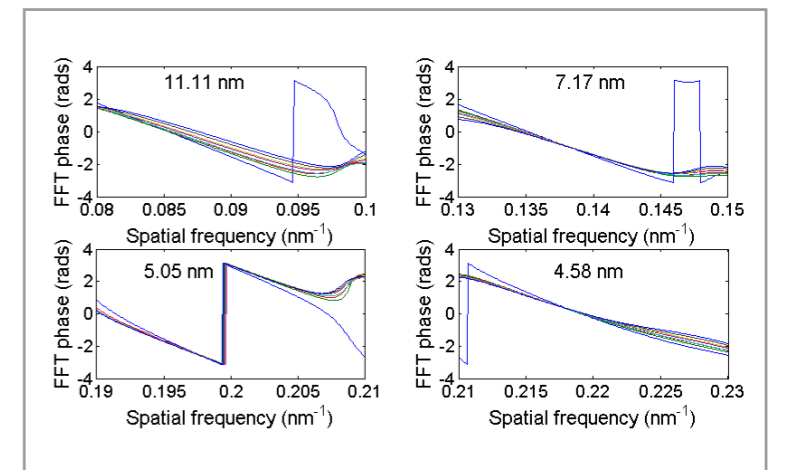 11.11 nm
FFT phase (rads)
4
2
0
-2
-4
0.08 0.085 0.09 0.095 0.1
Spatial frequency (nm-1)
7.17 nm
FFT phase (rads)
4
2
0
-2
-4
0.13 0.135 0.14 0.145 0.15
Spatial frequency (nm-1)
5.05 nm
FFT phase (rads)
4
2
0
-2
-4
0.19 0.195 0.2 0.205 0.21
Spatial frequency (nm-1)
4.58 nm
FFT phase (rads)
4
2
0
-2
-4
0.21 0.215 0.22 0.225 0.23
Spatial frequency (nm-1)